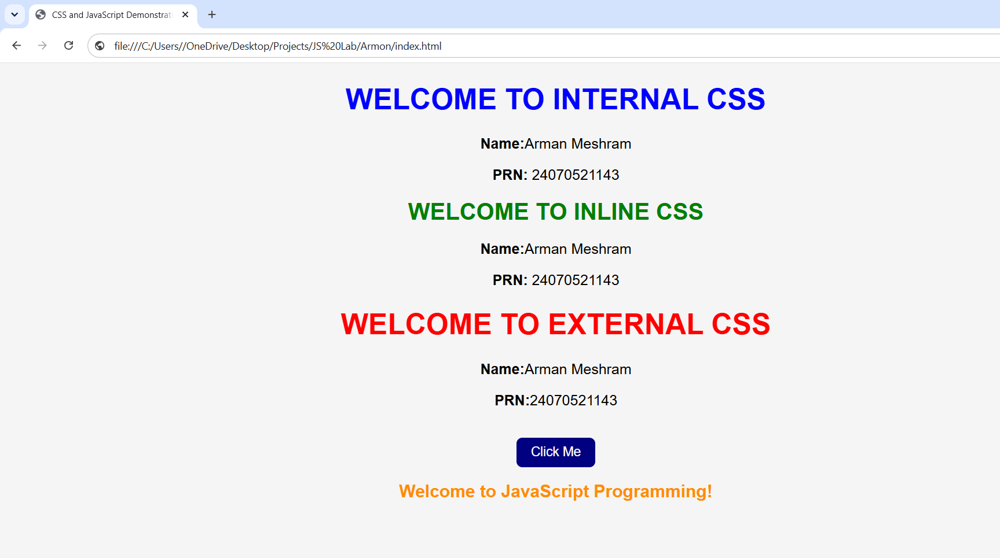 CSS and JavaScript Demonstrati
file:///C:/Users//OneDrive/Desktop/Projects/JS%20Lab/Armon/index.html
WELCOME TO INTERNAL CSS
Name:Arman Meshram
PRN: 24070521143
WELCOME TO INLINE CSS
Name:Arman Meshram
PRN: 24070521143
WELCOME TO EXTERNAL CSS
Name:Arman Meshram
PRN:24070521143
Click Me
Welcome to JavaScript Programming!